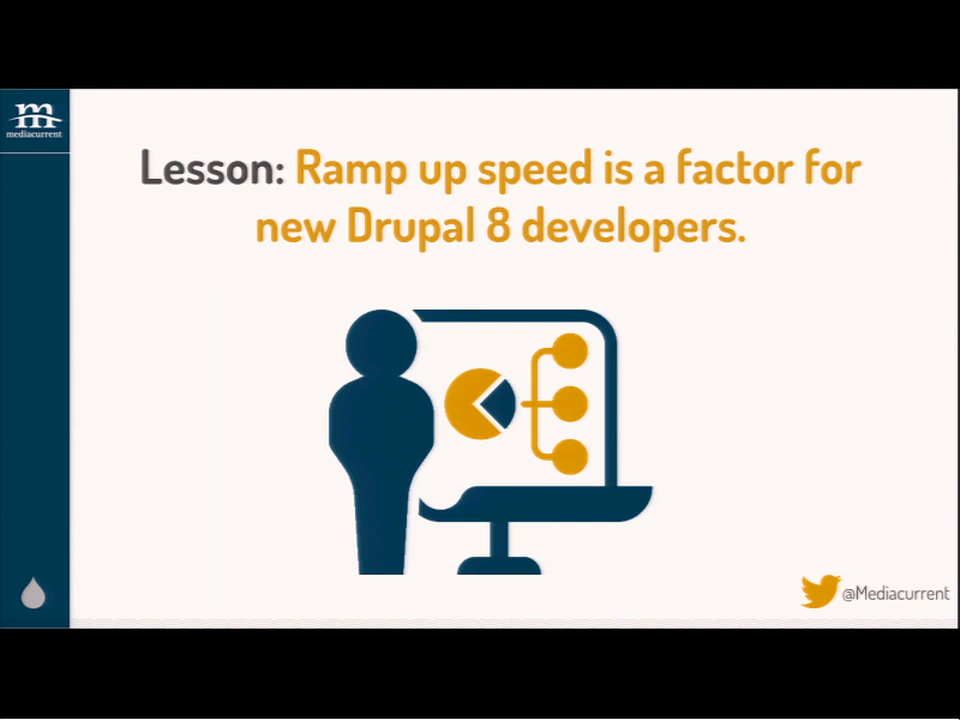 m
mediacurrent
Lesson: Ramp up speed is a factor for
new Drupal 8 developers.
@Mediacurrent